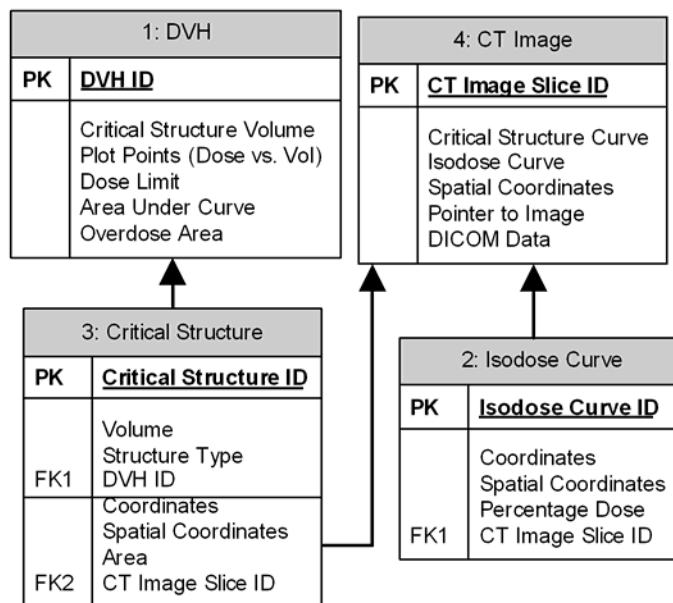 1: DVH
PK DVH ID
Critical Structure Volume
Plot Points (Dose vs. Vol)
Dose Limit
Area Under Curve
Overdose Area
4: CT Image
PK CT Image Slice ID
Critical Structure Curve
Isodose Curve
Spatial Coordinates
Pointer to Image
DICOM Data
3: Critical Structure
PK Critical Structure ID
Volume
Structure Type
FK1 DVH ID
Coordinates
Spatial Coordinates
Area
FK2 CT Image Slice ID
2: Isodose Curve
PK Isodose Curve ID
Coordinates
Spatial Coordinates
Percentage Dose
FK1 CT Image Slice ID